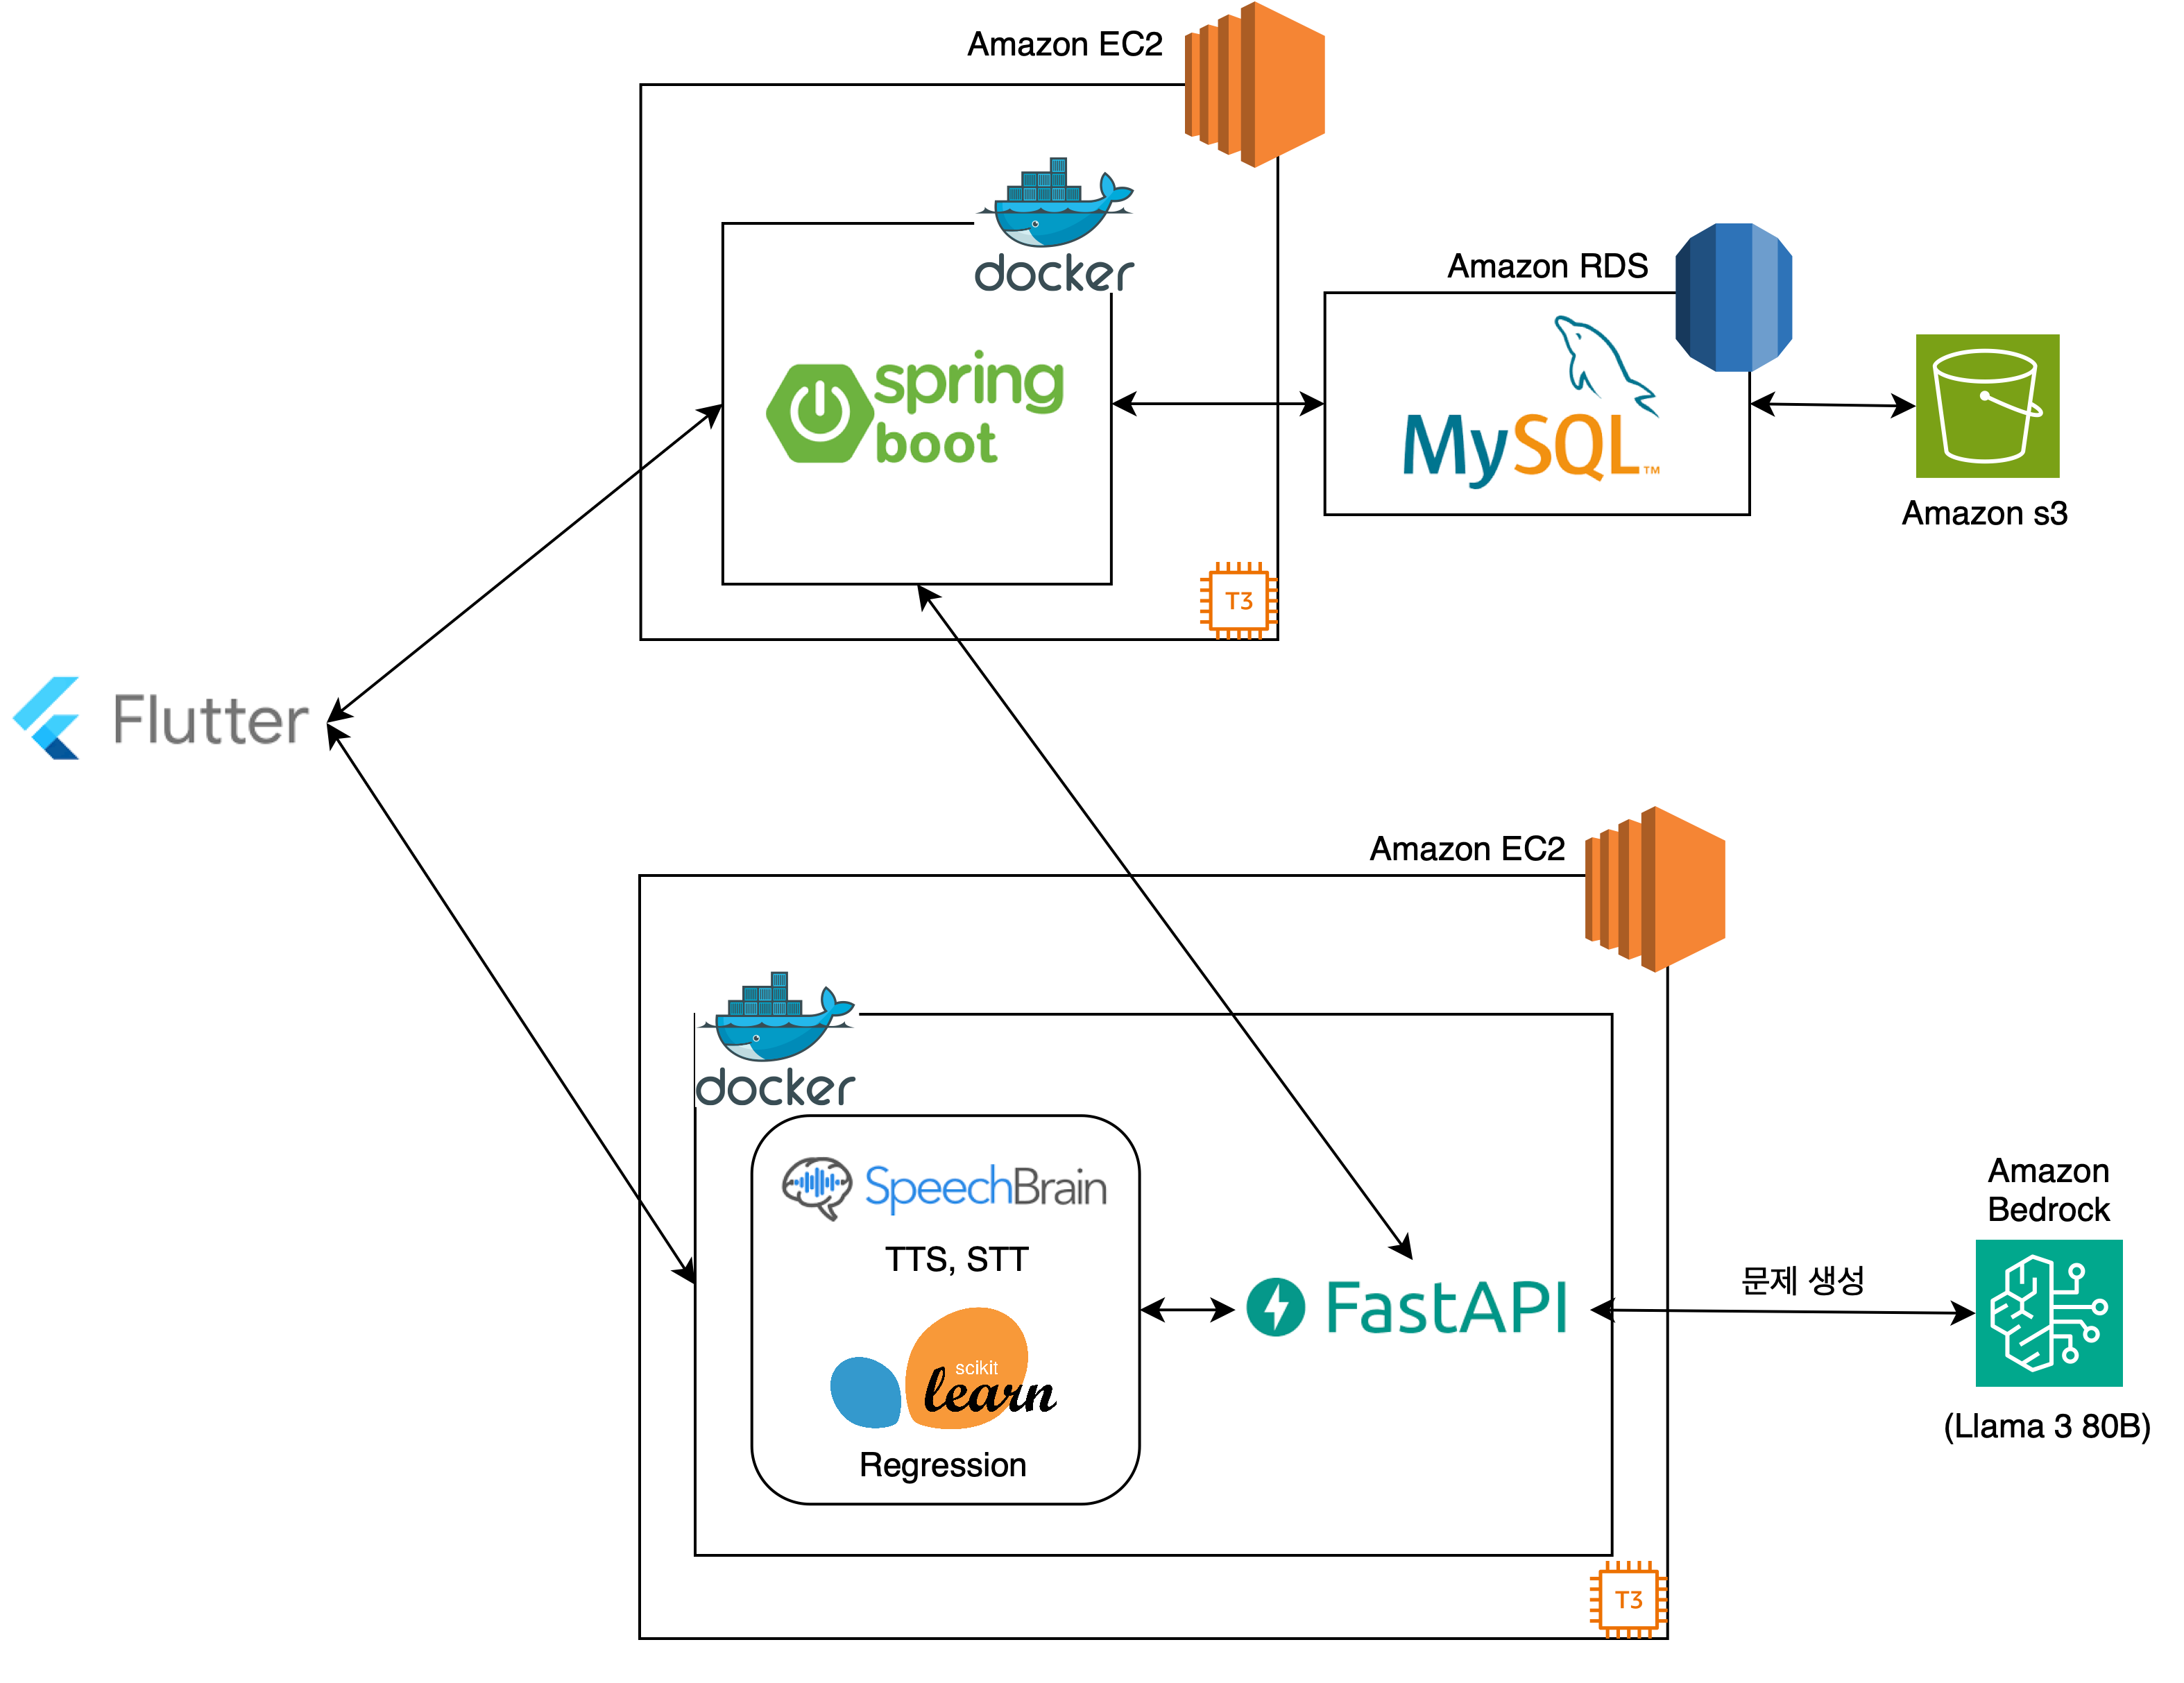 Amazon EC2
docker
spring
boot
T3
Amazon RDS
MySQL™
Amazon s3
Flutter
Amazon EC2
docker
SpeechBrain
TTS, STT
scikit
learn
Regression
FastAPI
문제 생성
Amazon
Bedrock
(Llama 3 80B)
T3